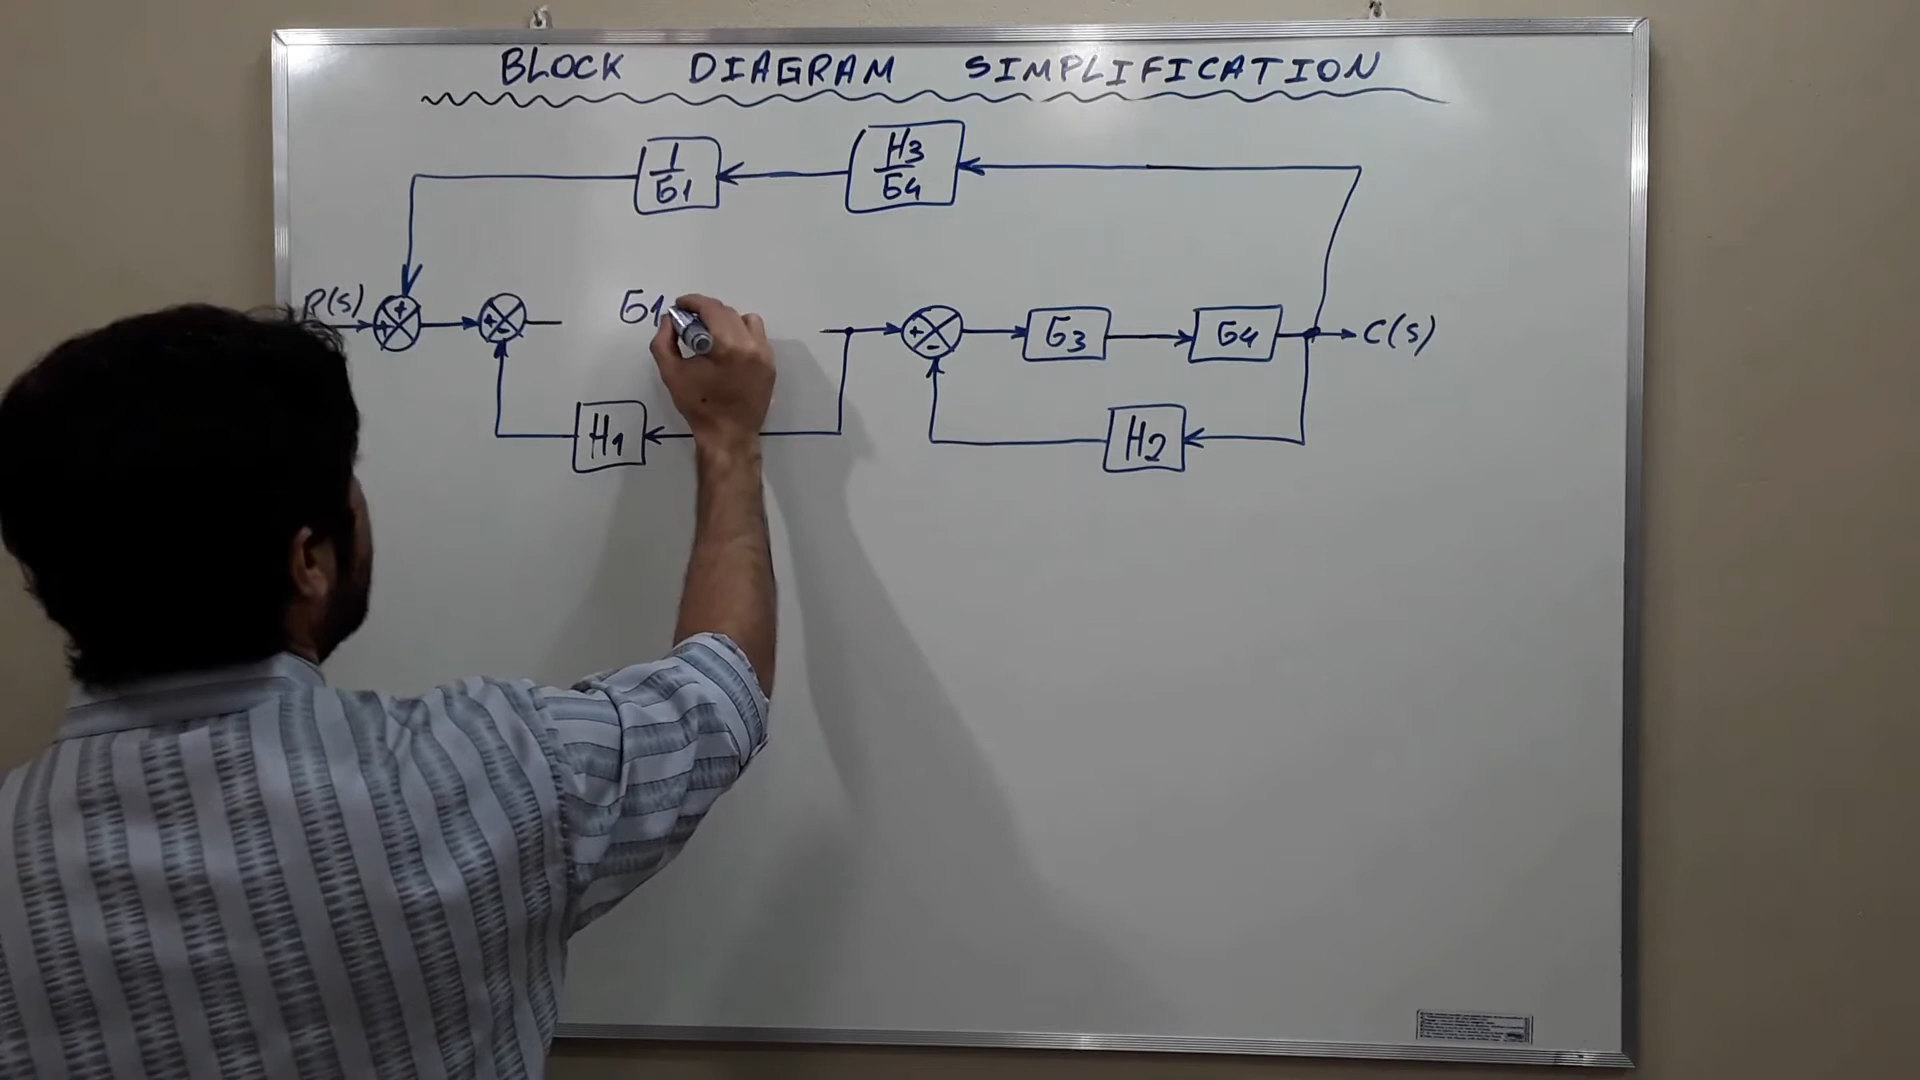 BLOCK DIAGRAM SIMPLIFICATION
1/G1
H3/G4
R(s)
G1
G3
G4
C(s)
H1
H2